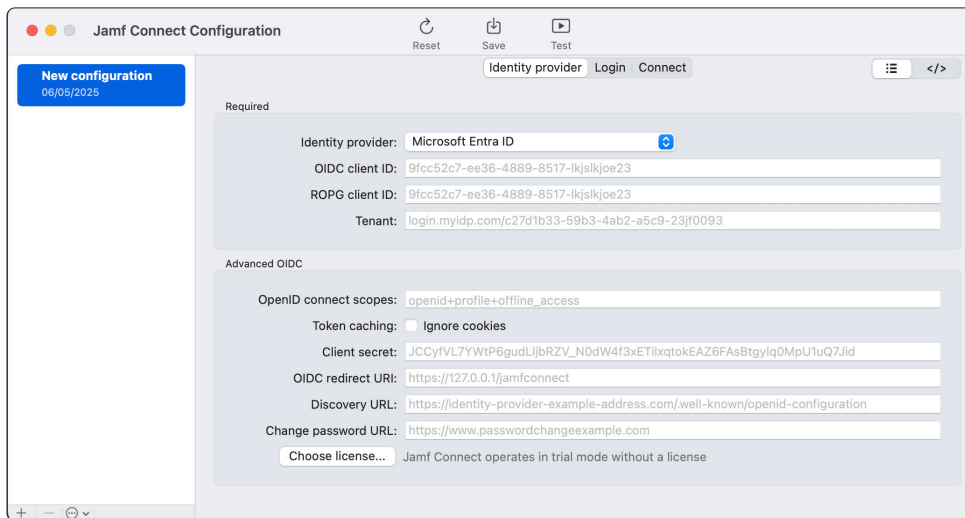 Jamf Connect Configuration
Reset
Save
Test
New configuration
06/05/2025
Identity provider
Login
Connect
</>
Required
Identity provider: Microsoft Entra ID
OIDC client ID: 9fcc52c7-ee36-4889-8517-lkjslkjoe23
ROPG client ID: 9fcc52c7-ee36-4889-8517-lkjslkjoe23
Tenant: login.myidp.com/c27d1b33-59b3-4ab2-a5c9-23jf0093
Advanced OIDC
OpenID connect scopes: openid+profile+offline_access
Token caching: Ignore cookies
Client secret: JCCyfVL7YWtP6gudLIjbRZV_N0dW4f3xETiIxqtokEAZ6FAsBtgyIq0MpU1uQ7Jid
OIDC redirect URI: https://127.0.0.1/jamfconnect
Discovery URL: https://identity-provider-example-address.com/.well-known/openid-configuration
Change password URL: https://www.passwordchangeexample.com
Choose license... Jamf Connect operates in trial mode without a license